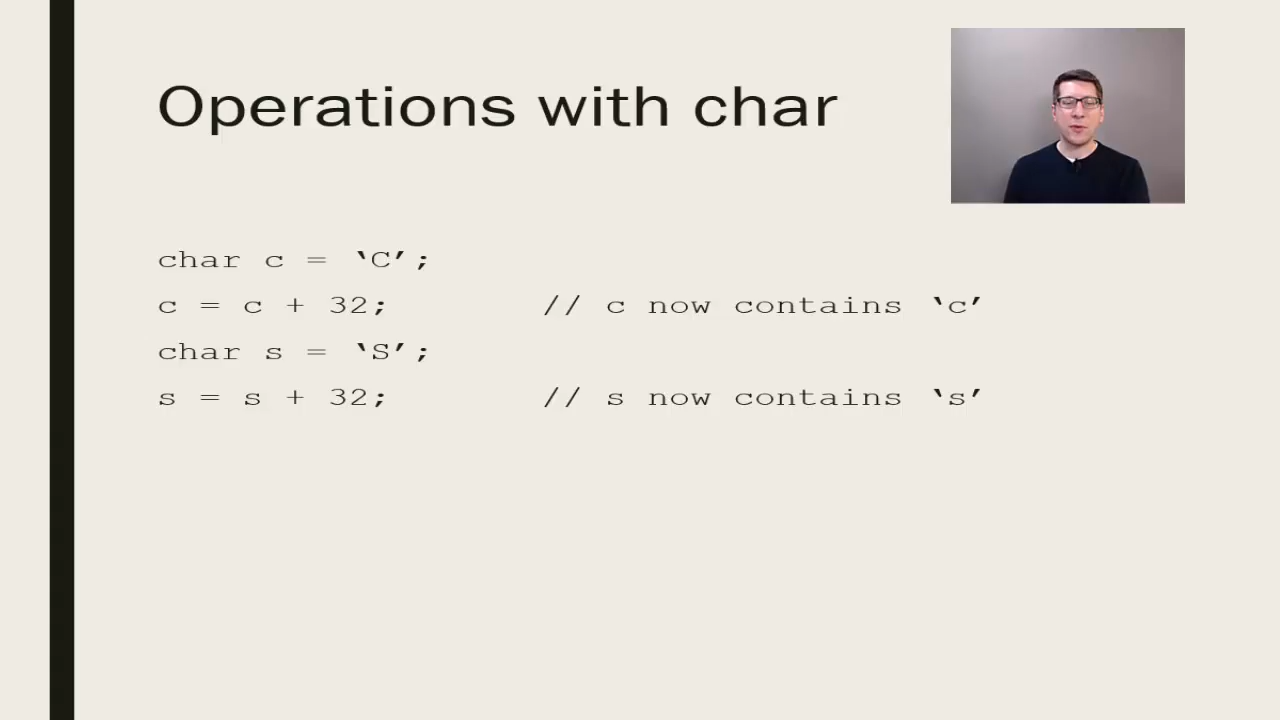 Operations with char
char c = ‘C’;
c = c + 32; // c now contains ‘c’
char s = ‘S’;
s = s + 32; // s now contains ‘s’